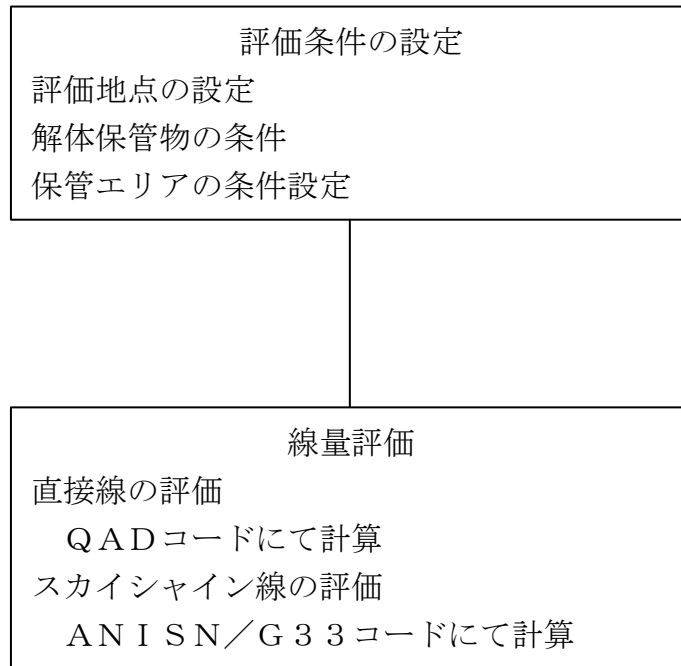 評価条件の設定
評価地点の設定
解体保管物の条件
保管エリアの条件設定
線量評価
直接線の評価
ＱＡＤコードにて計算
スカイシャイン線の評価
ＡＮＩＳＮ／Ｇ３３コードにて計算